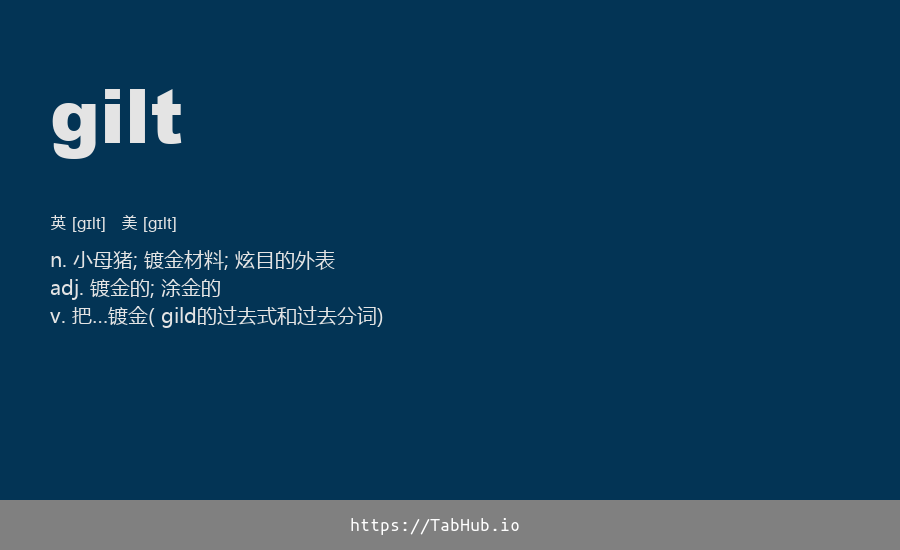 gilt
英 [gɪlt] 美 [gɪlt]
n. 小母猪; 镀金材料; 炫目的外表
adj. 镀金的; 涂金的
v. 把...镀金( gild的过去式和过去分词)
https://TabHub.io